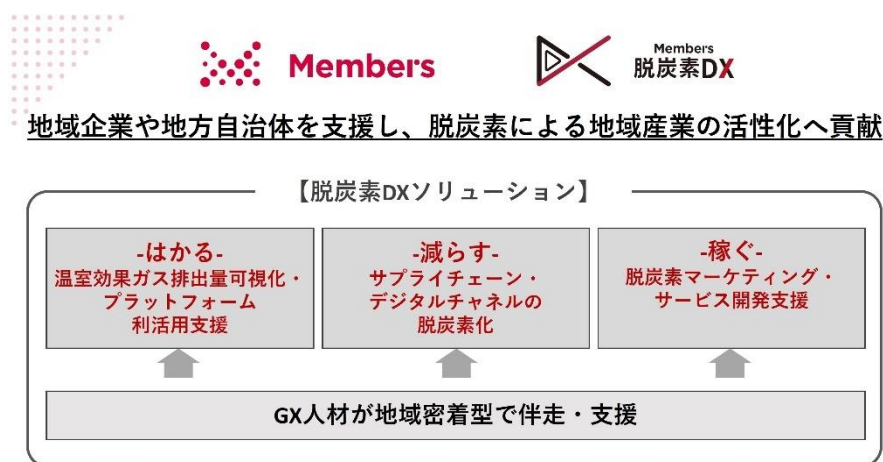 Members
Members
脱炭素DX
地域企業や地方自治体を支援し、脱炭素による地域産業の活性化へ貢献
【脱炭素DXソリューション】
-はかる-
温室効果ガス排出量可視化・
プラットフォーム
利活用支援
-減らす-
サプライチェーン・
デジタルチャネルの
脱炭素化
-稼ぐ-
脱炭素マーケティング・
サービス開発支援
GX人材が地域密着型で伴走・支援